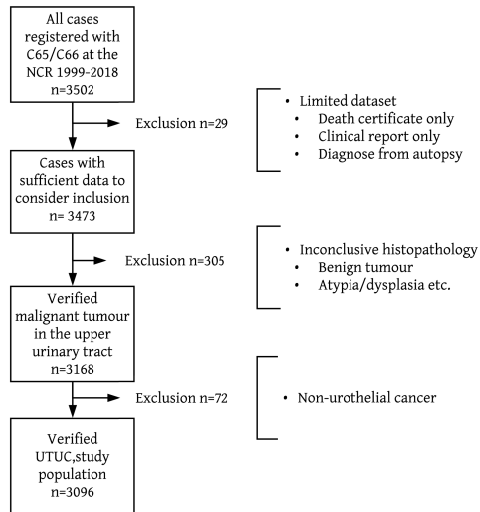 All cases
registered with
C65/C66 at the
NCR 1999-2018
n=3502
Exclusion n=29
• Limited dataset
• Death certificate only
• Clinical report only
• Diagnose from autopsy
Cases with
sufficient data to
consider inclusion
n= 3473
Exclusion n=305
• Inconclusive histopathology
• Benign tumour
• Atypia/dysplasia etc.
Verified
malignant tumour
in the upper
urinary tract
n=3168
Exclusion n=72
• Non-urothelial cancer
Verified
UTUC,study
population
n=3096